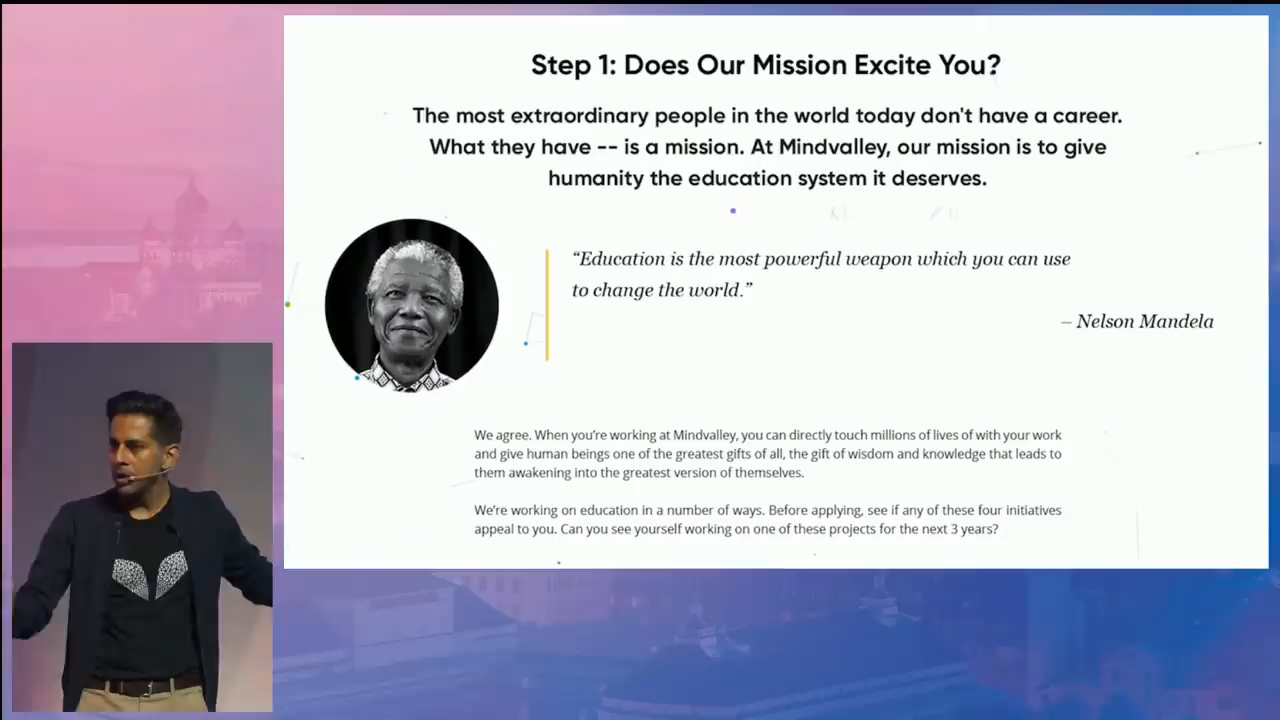 Step 1: Does Our Mission Excite You?
The most extraordinary people in the world today don't have a career.
What they have -- is a mission. At Mindvalley, our mission is to give
humanity the education system it deserves.
“Education is the most powerful weapon which you can use
to change the world.”
– Nelson Mandela
We agree. When you’re working at Mindvalley, you can directly touch millions of lives of with your work
and give human beings one of the greatest gifts of all, the gift of wisdom and knowledge that leads to
them awakening into the greatest version of themselves.
We’re working on education in a number of ways. Before applying, see if any of these four initiatives
appeal to you. Can you see yourself working on one of these projects for the next 3 years?